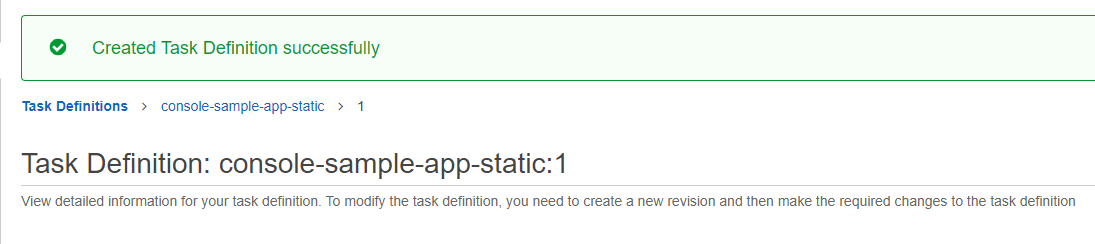 Created Task Definition successfully
Task Definitions > console-sample-app-static > 1
Task Definition: console-sample-app-static:1
View detailed information for your task definition. To modify the task definition, you need to create a new revision and then make the required changes to the task definition